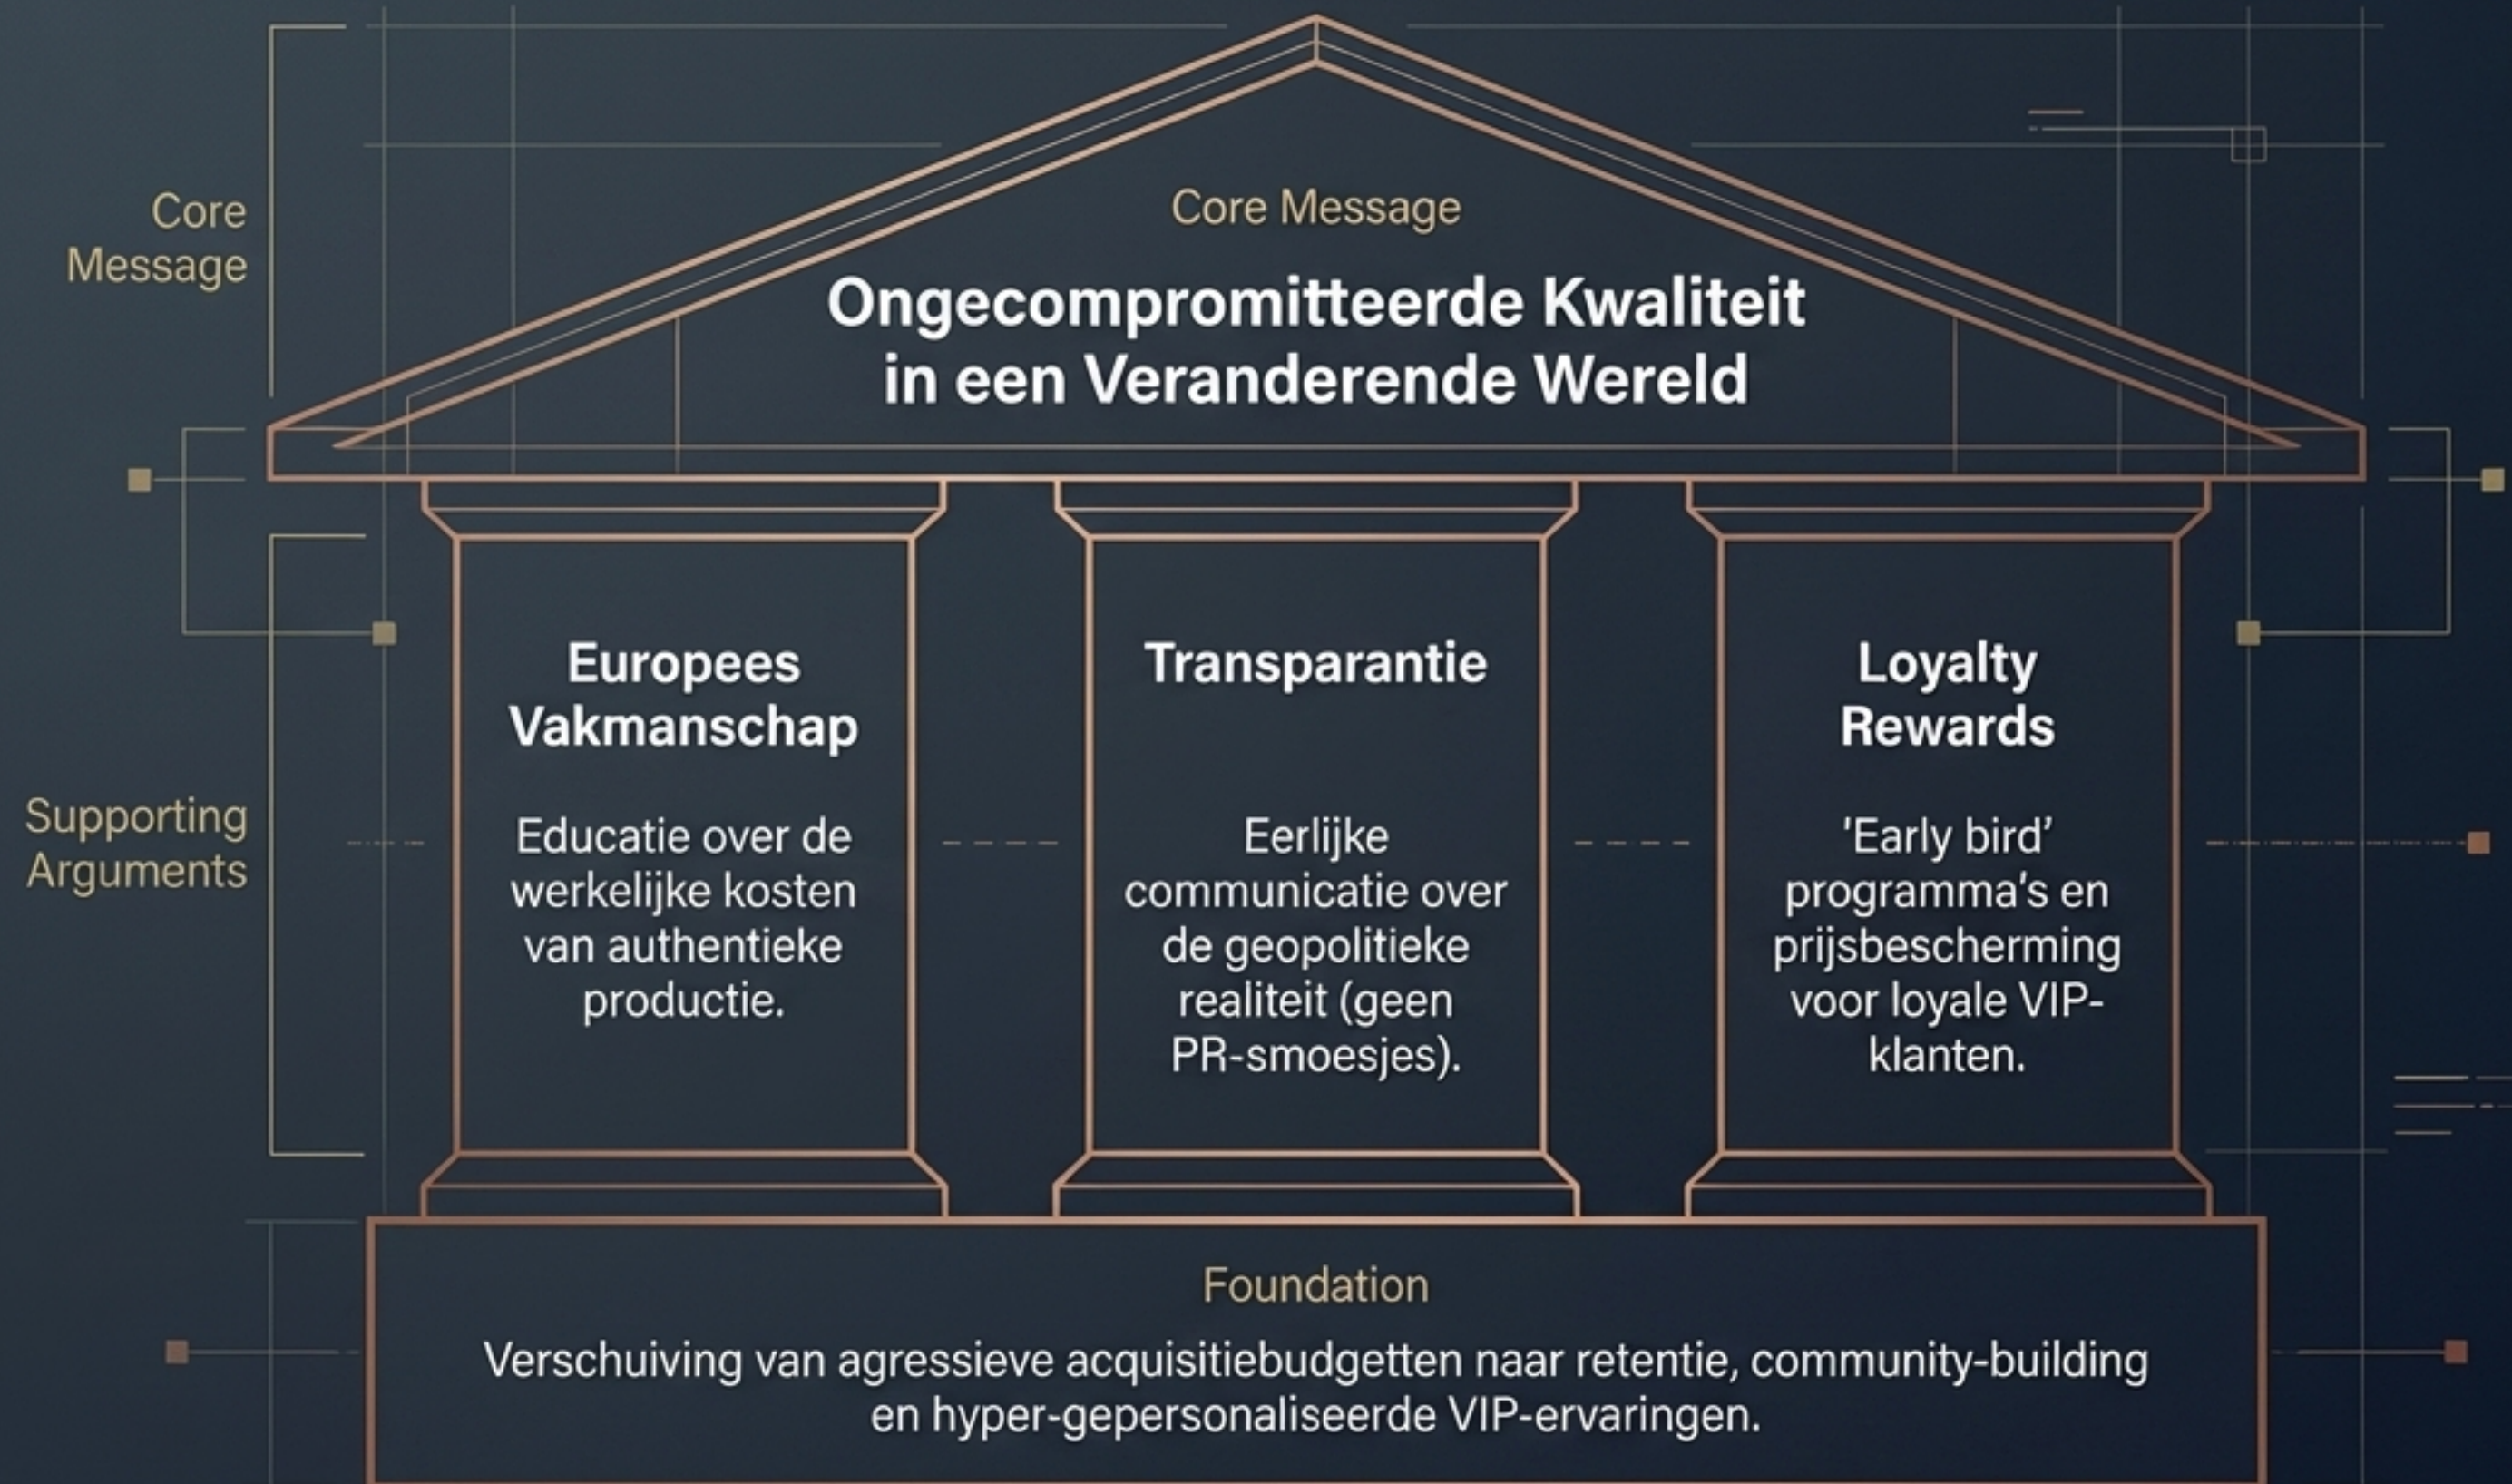 Core
Message
Core Message
Ongecompromitteerde Kwaliteit
in een Veranderende Wereld
Supporting
Arguments
Europees
Vakmanschap
Educatie over de
werkelijke kosten
van authentieke
productie.
Transparantie
Eerlijke
communicatie over
de geopolitieke
realiteit (geen
PR-smoesjes).
Loyalty
Rewards
'Early bird'
programma's en
prijsbescherming
voor loyale VIP-
klanten.
Foundation
Verschuiving van agressieve acquisitiebudgetten naar retentie, community-building
en hyper-gepersonaliseerde VIP-ervaringen.